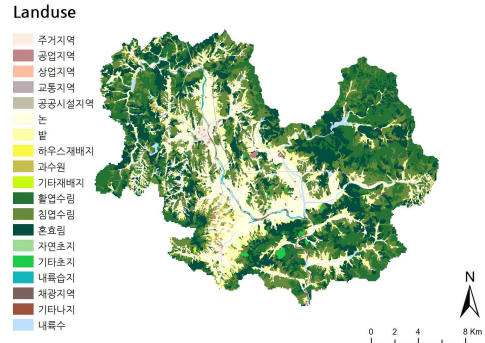 Landuse
주거지역
공업지역
상업지역
교통지역
공공시설지역
논
밭
하우스재배지
과수원
기타재배지
활엽수림
침엽수림
혼효림
자연초지
기타초지
내륙습지
채광지역
기타나지
내륙수
N
0 2 4 8 Km